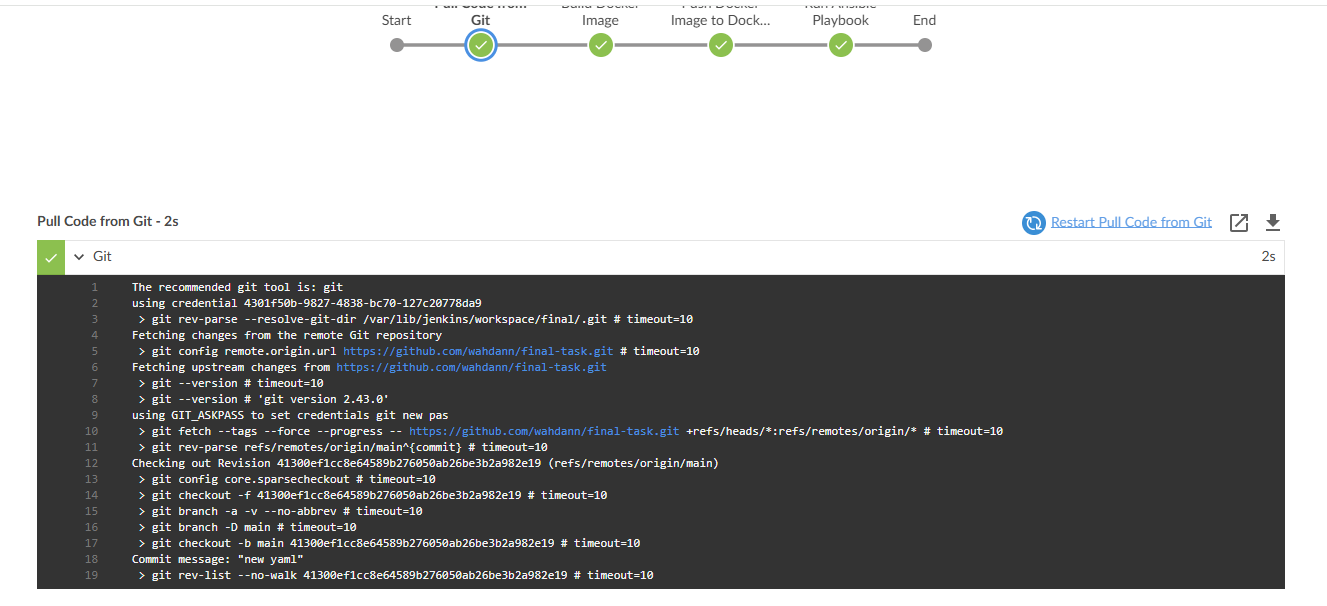 Pull Code from
Build Docker
Push Docker
Run Ansible
Start
Git
Image
Image to Dock...
Playbook
End
Pull Code from Git - 2s
Restart Pull Code from Git
Git
2s
1 The recommended git tool is: git
2 using credential 4301f50b-9827-4838-bc70-127c20778da9
3 > git rev-parse --resolve-git-dir /var/lib/jenkins/workspace/final/.git # timeout=10
4 Fetching changes from the remote Git repository
5 > git config remote.origin.url https://github.com/wahdann/final-task.git # timeout=10
6 Fetching upstream changes from https://github.com/wahdann/final-task.git
7 > git --version # timeout=10
8 > git --version # 'git version 2.43.0'
9 using GIT_ASKPASS to set credentials git new pas
10 > git fetch --tags --force --progress -- https://github.com/wahdann/final-task.git +refs/heads/*:refs/remotes/origin/* # timeout=10
11 > git rev-parse refs/remotes/origin/main^{commit} # timeout=10
12 Checking out Revision 41300ef1cc8e64589b276050ab26be3b2a982e19 (refs/remotes/origin/main)
13 > git config core.sparsecheckout # timeout=10
14 > git checkout -f 41300ef1cc8e64589b276050ab26be3b2a982e19 # timeout=10
15 > git branch -a -v --no-abbrev # timeout=10
16 > git branch -D main # timeout=10
17 > git checkout -b main 41300ef1cc8e64589b276050ab26be3b2a982e19 # timeout=10
18 Commit message: "new yaml"
19 > git rev-list --no-walk 41300ef1cc8e64589b276050ab26be3b2a982e19 # timeout=10